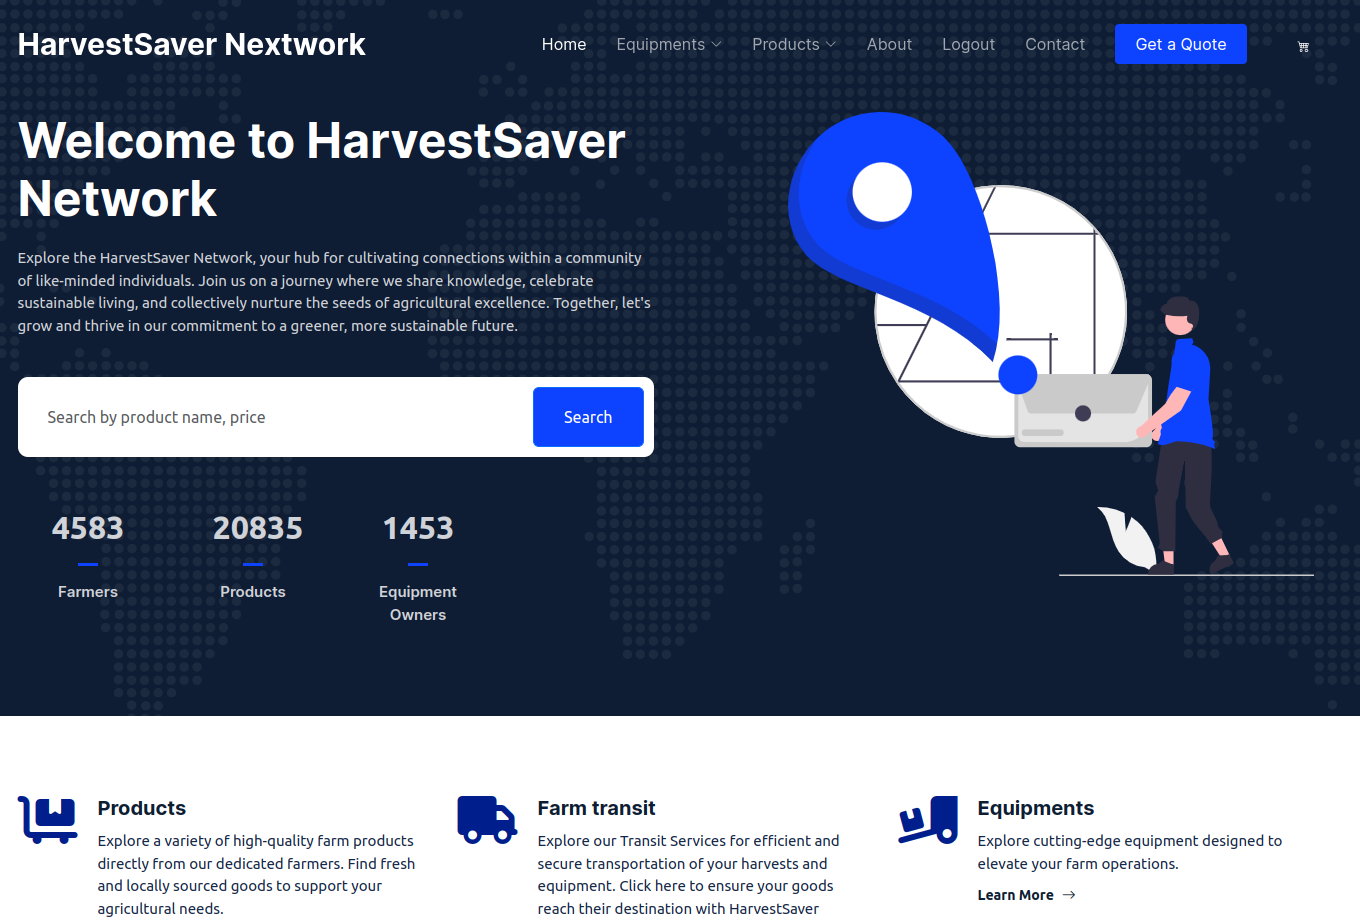 HarvestSaver Nextwork
Home Equipments Products About Logout Contact Get a Quote
Welcome to HarvestSaver
Network
Explore the HarvestSaver Network, your hub for cultivating connections within a community
of like-minded individuals. Join us on a journey where we share knowledge, celebrate
sustainable living, and collectively nurture the seeds of agricultural excellence. Together, let's
grow and thrive in our commitment to a greener, more sustainable future.
Search by product name, price Search
4583 20835 1453
Farmers Products Equipment
Owners
Products
Explore a variety of high-quality farm products
directly from our dedicated farmers. Find fresh
and locally sourced goods to support your
agricultural needs.
Farm transit
Explore our Transit Services for efficient and
secure transportation of your harvests and
equipment. Click here to ensure your goods
reach their destination with HarvestSaver
Equipments
Explore cutting-edge equipment designed to
elevate your farm operations.
Learn More